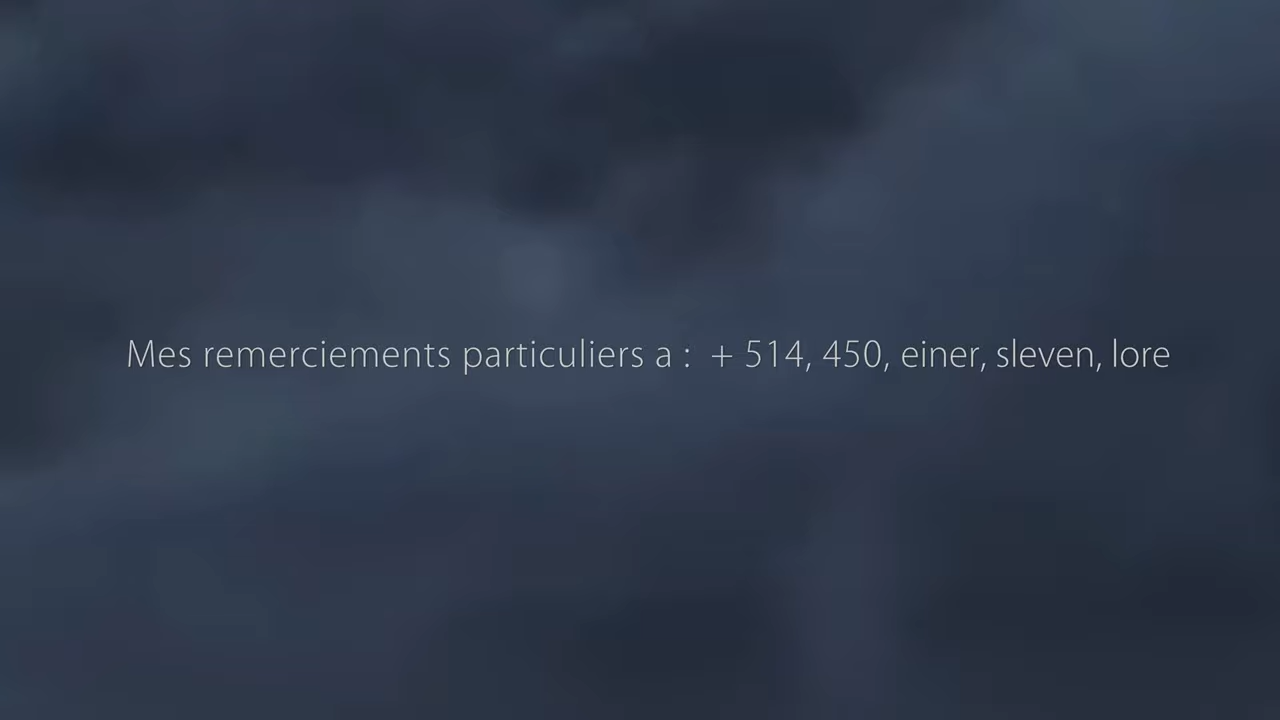 Mes remerciements particuliers a :  + 514, 450, einer, sleven, lore